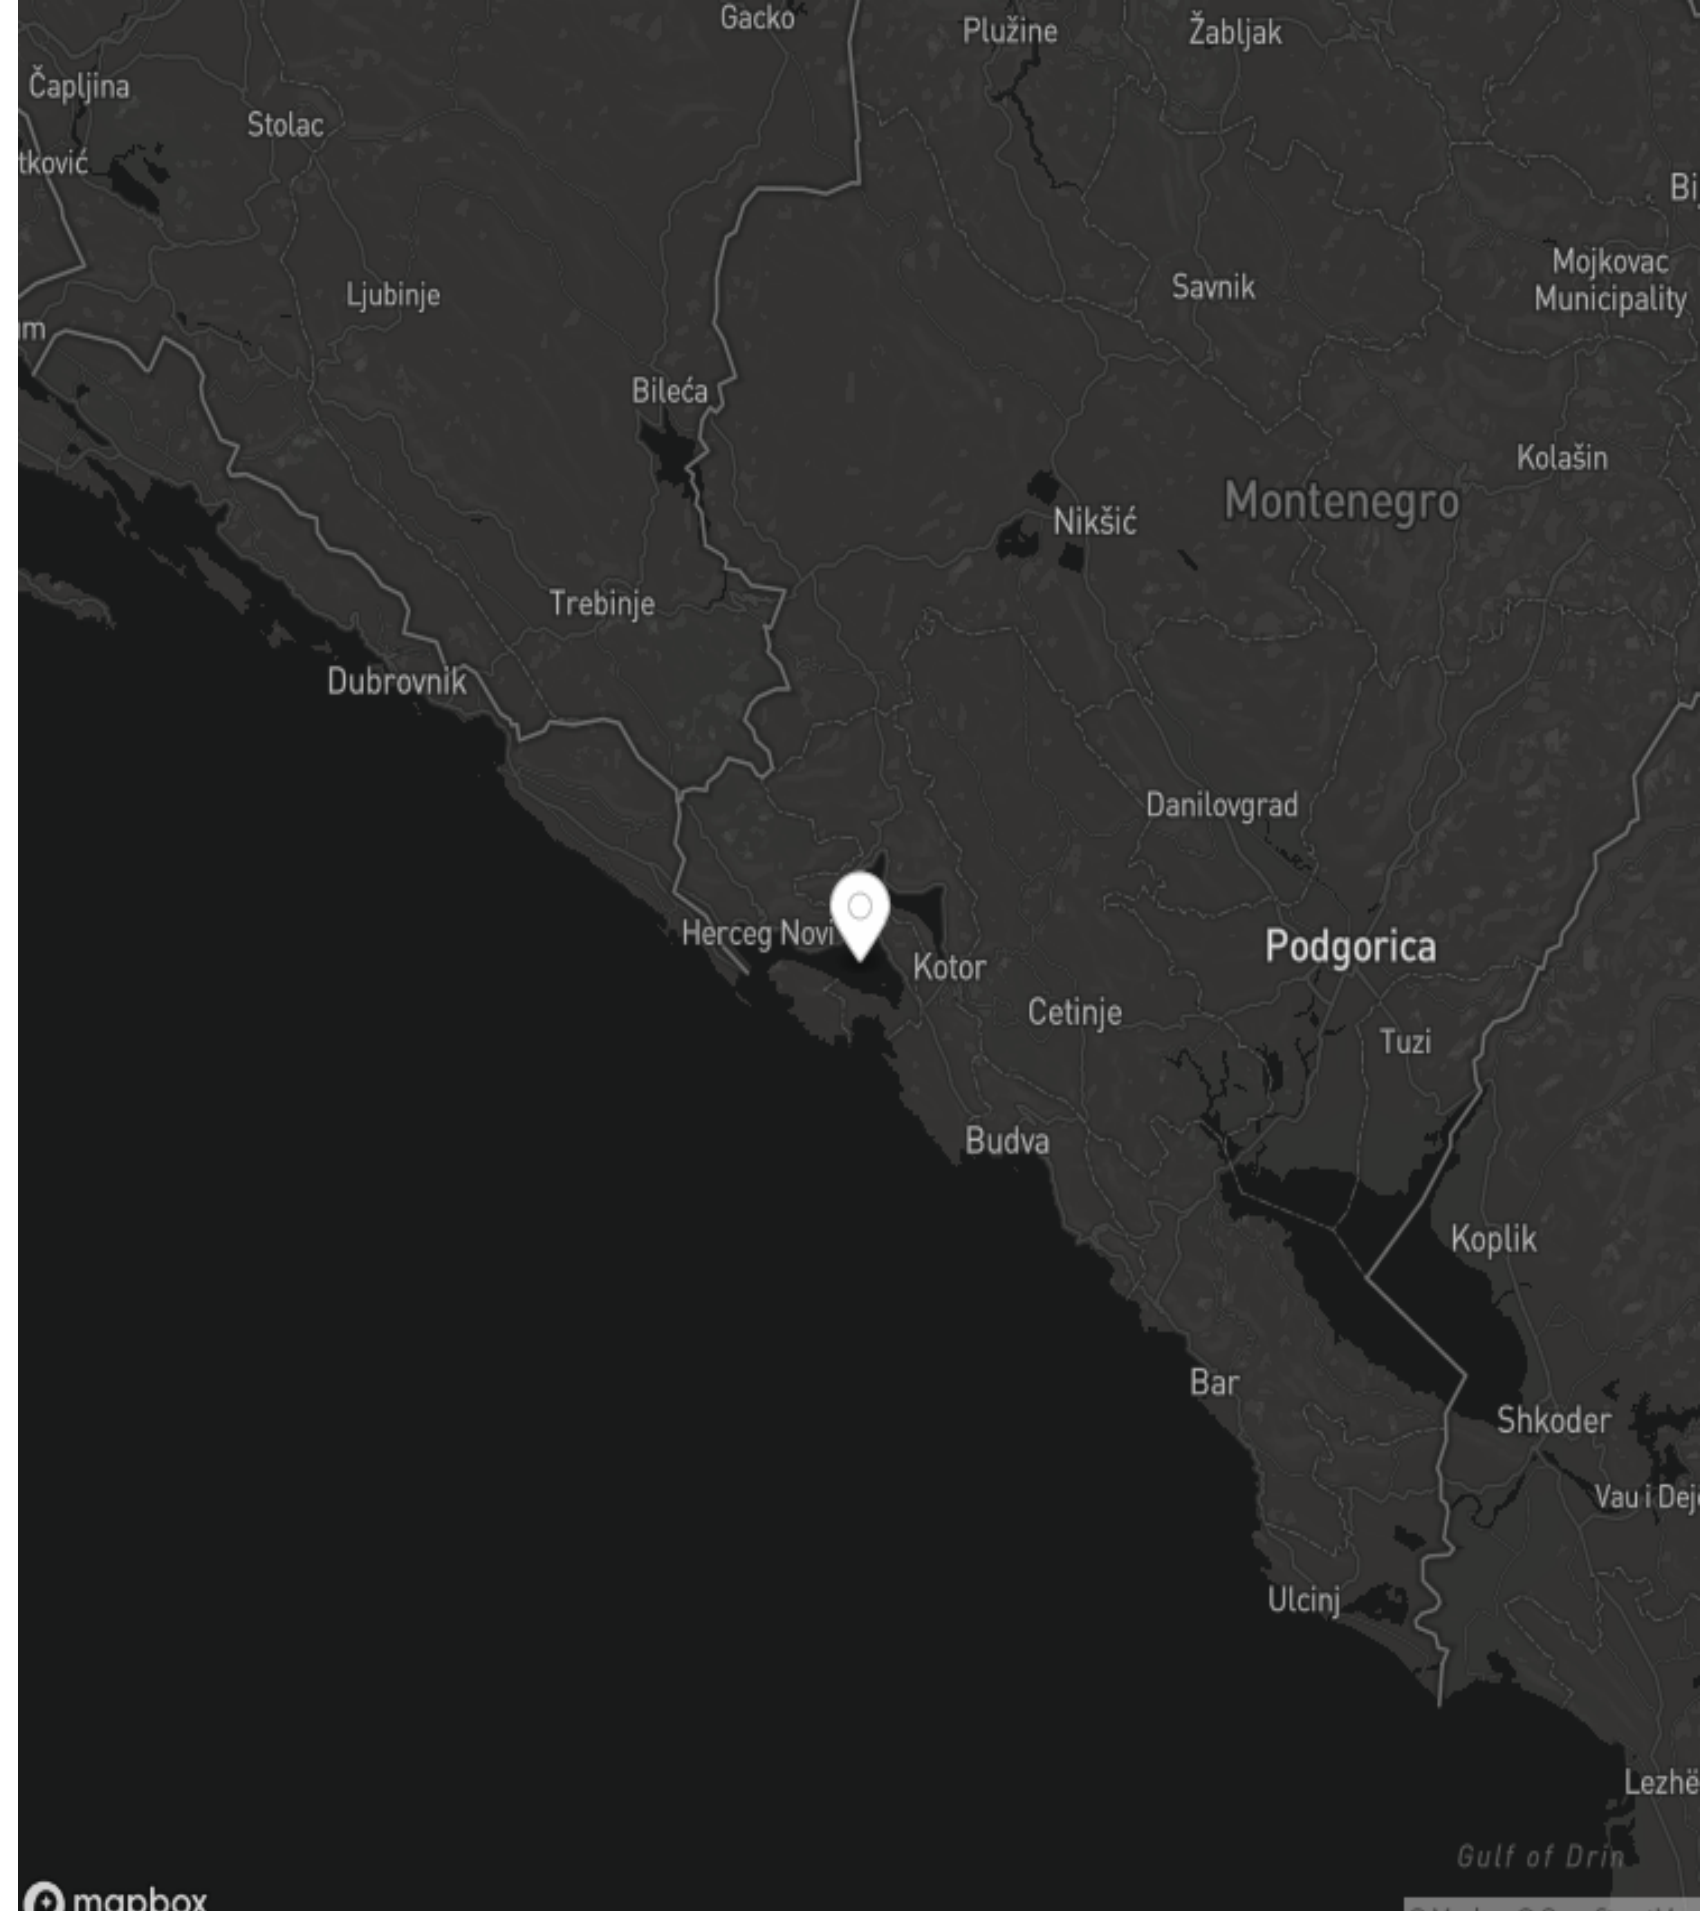 Gacko
Plužine
Žabljak
Čapljina
Stolac
tković
Mojkovac
Municipality
Savnik
Ljubinje
Bileća
Kolašin
Montenegro
Nikšić
Trebinje
Dubrovnik
Danilovgrad
Herceg Novi
Kotor
Podgorica
Cetinje
Tuzi
Budva
Koplik
Bar
Shkoder
Vau i Dej
Ulcinj
Lezhë
Gulf of Drin
mapbox